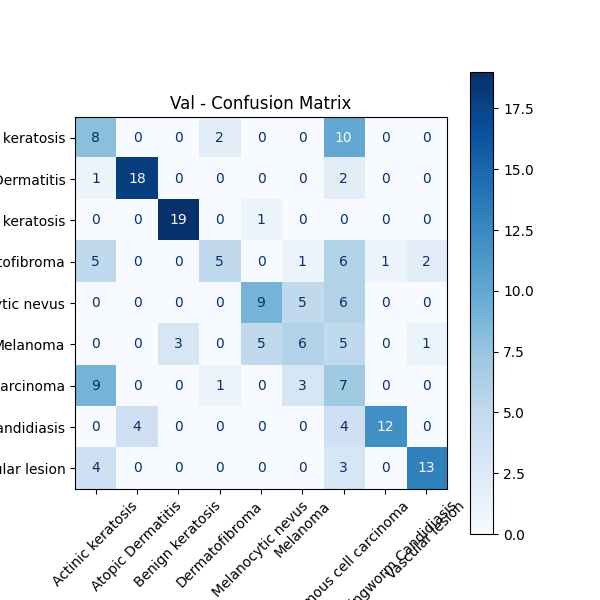 Val - Confusion Matrix
keratosis 8 0 0 2 0 0 10 0 0
Dermatitis 1 18 0 0 0 0 2 0 0
keratosis 0 0 19 0 1 0 0 0 0
tofibroma 5 0 0 5 0 1 6 1 2
ytic nevus 0 0 0 0 9 5 6 0 0
Melanoma 0 0 3 0 5 6 5 0 1
arcinoma 9 0 0 1 0 3 7 0 0
andidiasis 0 4 0 0 0 0 4 12 0
ular lesion 4 0 0 0 0 0 3 0 13
Actinic keratosis
Atopic Dermatitis
Benign keratosis
Dermatofibroma
Melanocytic nevus
Melanoma
mous cell carcinoma
ngworm Candidiasis
Vascular lesion
17.5
15.0
12.5
10.0
7.5
5.0
2.5
0.0